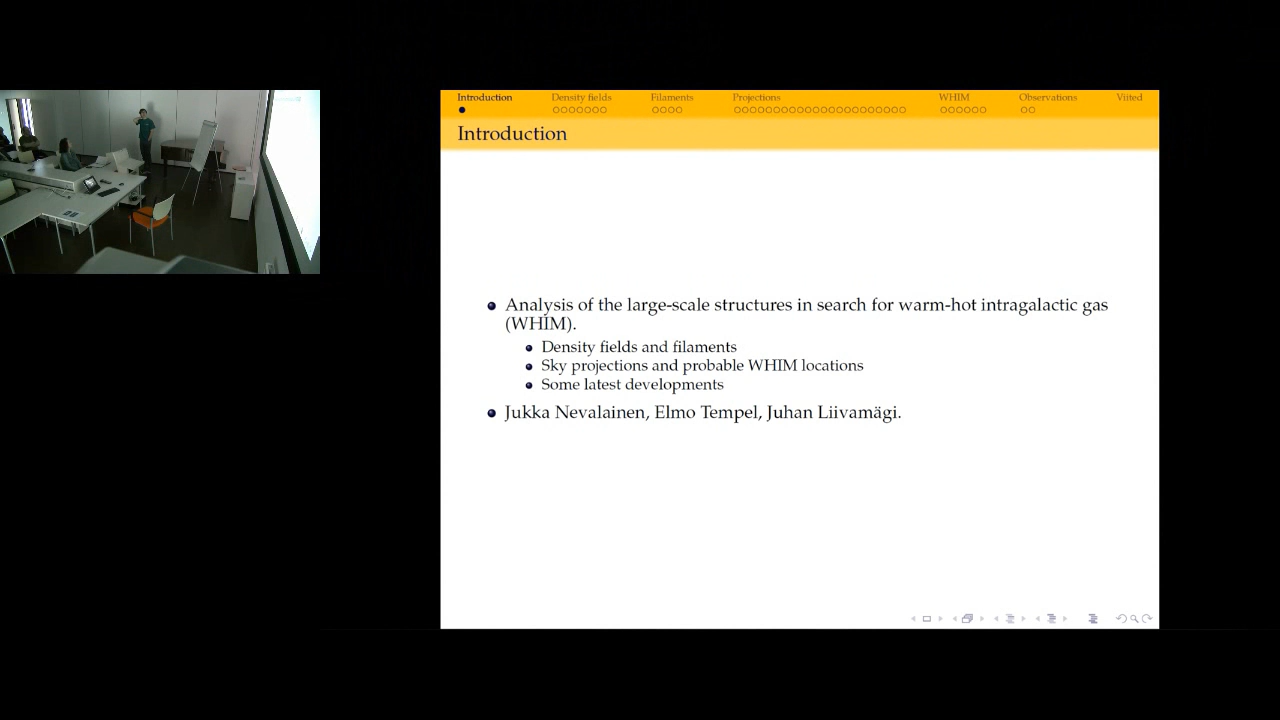 Introduction Density fields Filaments Projections WHIM Observations Viited
Introduction
Analysis of the large-scale structures in search for warm-hot intragalactic gas
(WHIM).
Density fields and filaments
Sky projections and probable WHIM locations
Some latest developments
Jukka Nevalainen, Elmo Tempel, Juhan Liivamägi.